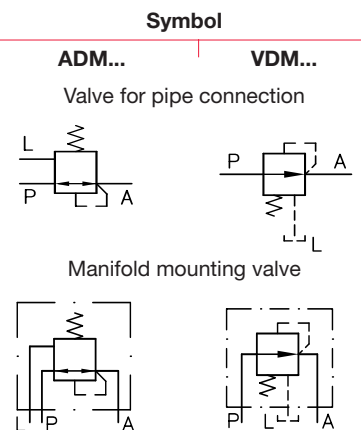 Symbol
ADM... VDM...
Valve for pipe connection
L
P A P A
L
Manifold mounting valve
L P A P L A